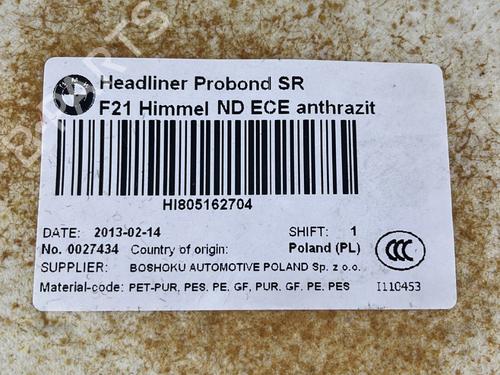 Headliner Probond SR
F21 Himmel ND ECE anthrazit
HI805162704
DATE: 2013-02-14 SHIFT: 1
No. 0027434 Country of origin: Poland (PL)
SUPPLIER: BOSHOKU AUTOMOTIVE POLAND Sp. z o.o.
Material-code: PET-PUR, PES. PE, GF, PUR. GF. PE, PES I110453